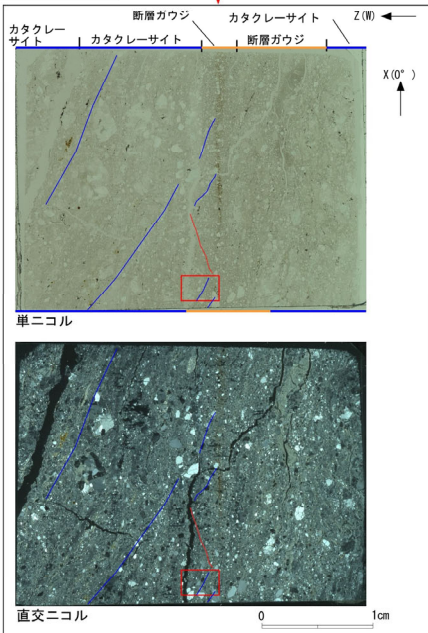 断層ガウジ
カタクレーサイト
Z(W)
カタクレー
サイト
カタクレーサイト
断層ガウジ
X(0°)
単ニコル
直交ニコル
0
1cm